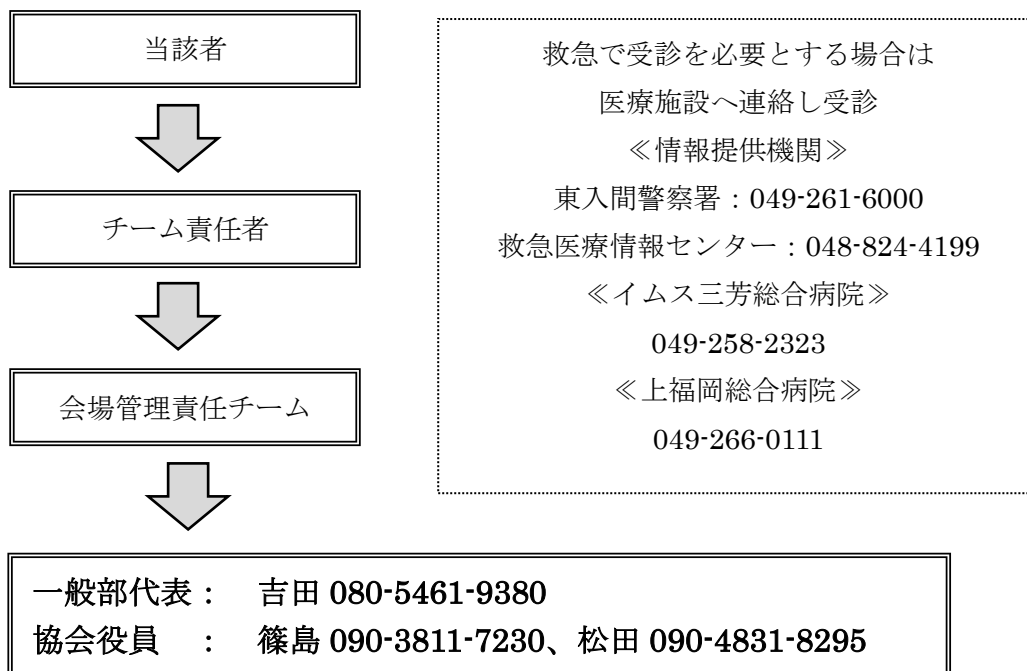 当該者
チーム責任者
会場管理責任チーム
救急で受診を必要とする場合は
医療施設へ連絡し受診
≪情報提供機関≫
東入間警察署：049-261-6000
救急医療情報センター：048-824-4199
≪イムス三芳総合病院≫
049-258-2323
≪上福岡総合病院≫
049-266-0111
一般部代表： 吉田 080-5461-9380
協会役員 ： 篠島 090-3811-7230、松田 090-4831-8295